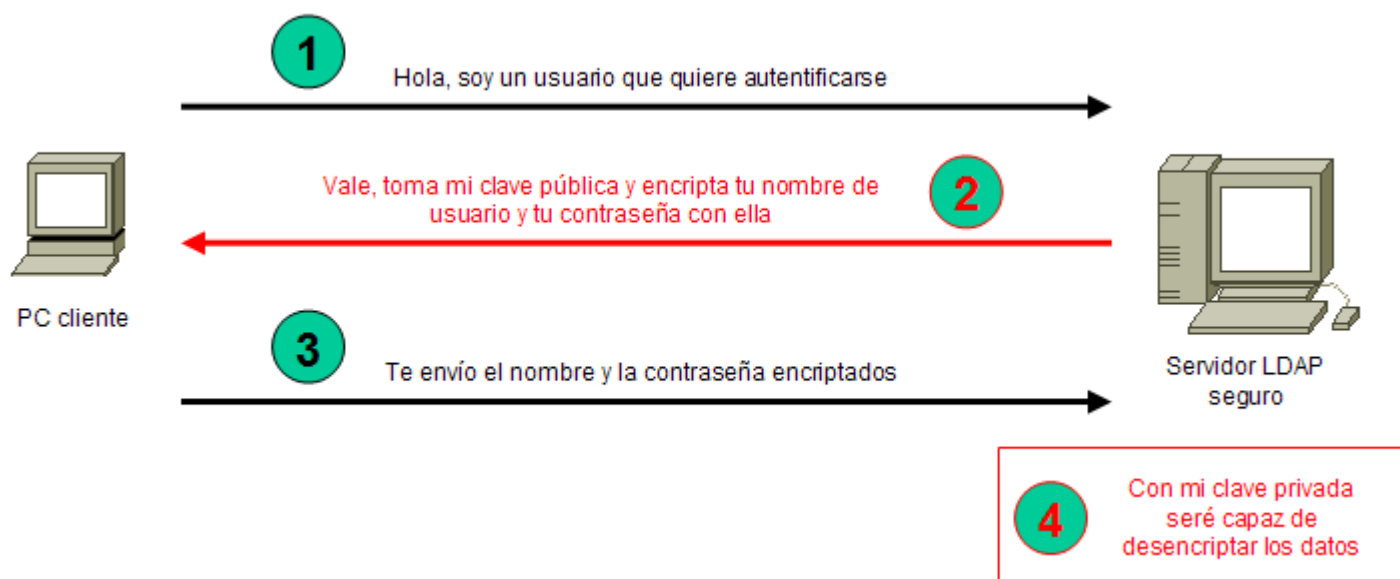 1
Hola, soy un usuario que quiere autentificarse
Vale, toma mi clave pública y encripta tu nombre de
usuario y tu contraseña con ella
2
PC cliente
3
Te envío el nombre y la contraseña encriptados
Servidor LDAP
seguro
4
Con mi clave privada
seré capaz de
desencriptar los datos